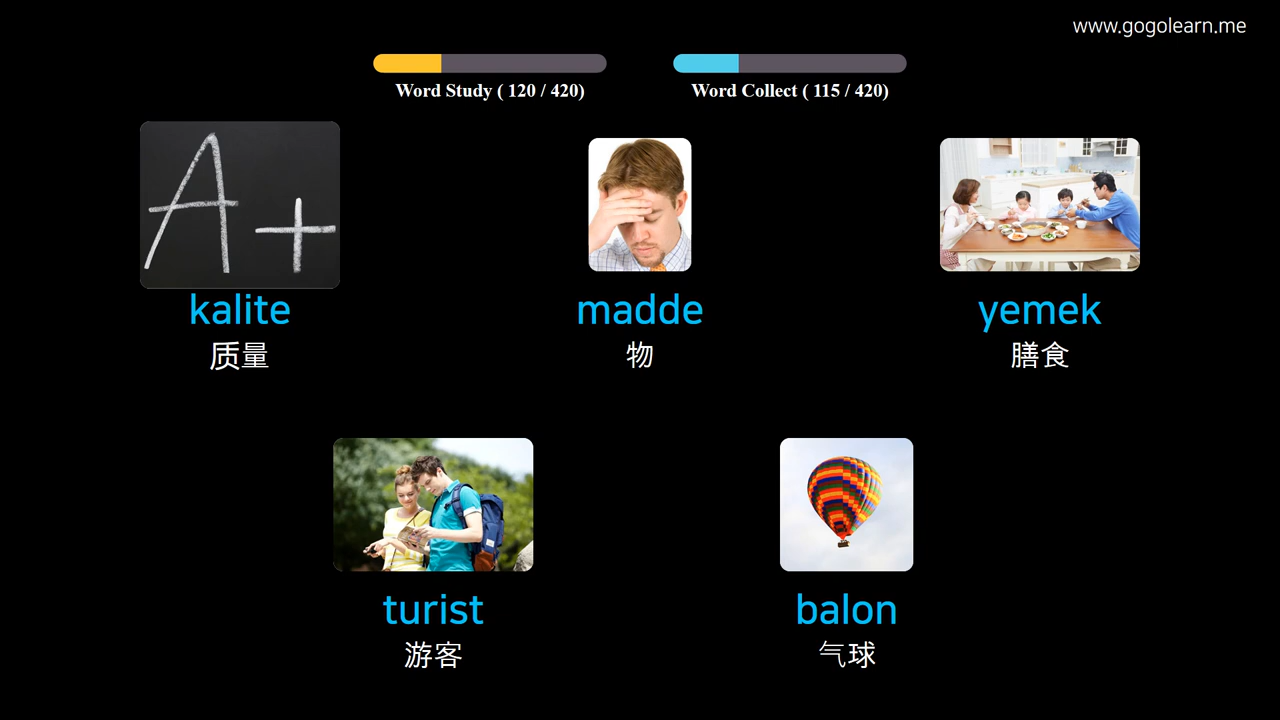 www.gogolearn.me
Word Study ( 120 / 420)
Word Collect ( 115 / 420)
A+
kalite
质量
madde
物
yemek
膳食
turist
游客
balon
气球